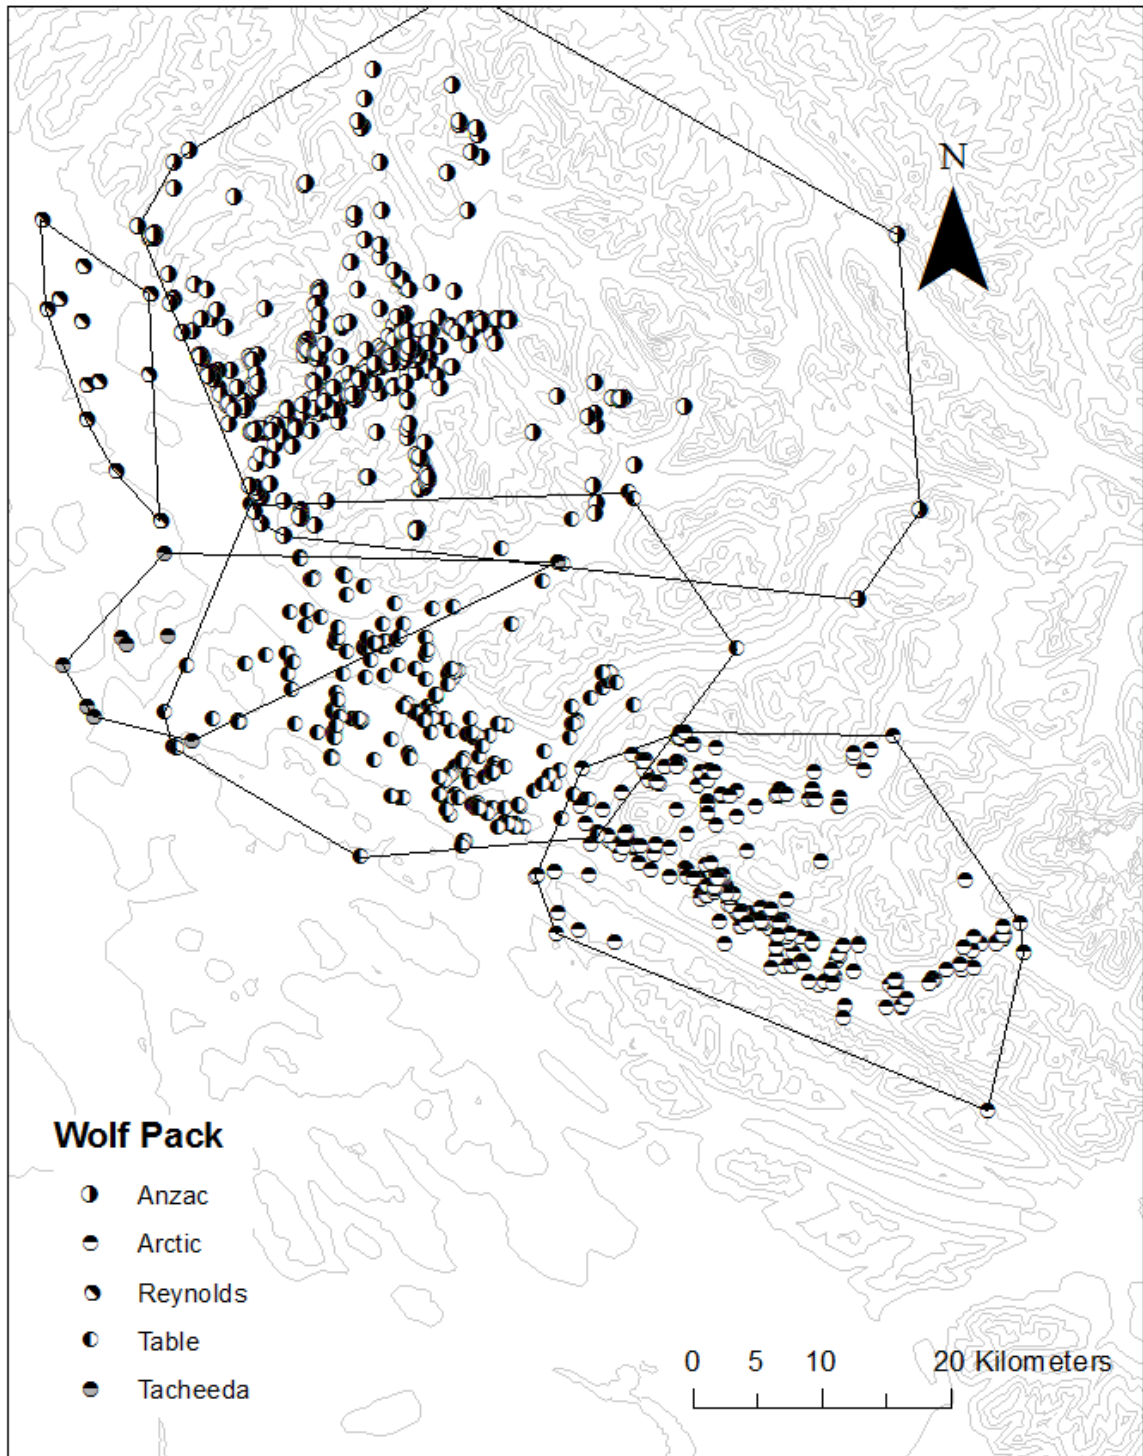 N
Wolf Pack
Anzac
Arctic
Reynolds
Table
Tacheeda
0 5 10 20 Kilometers